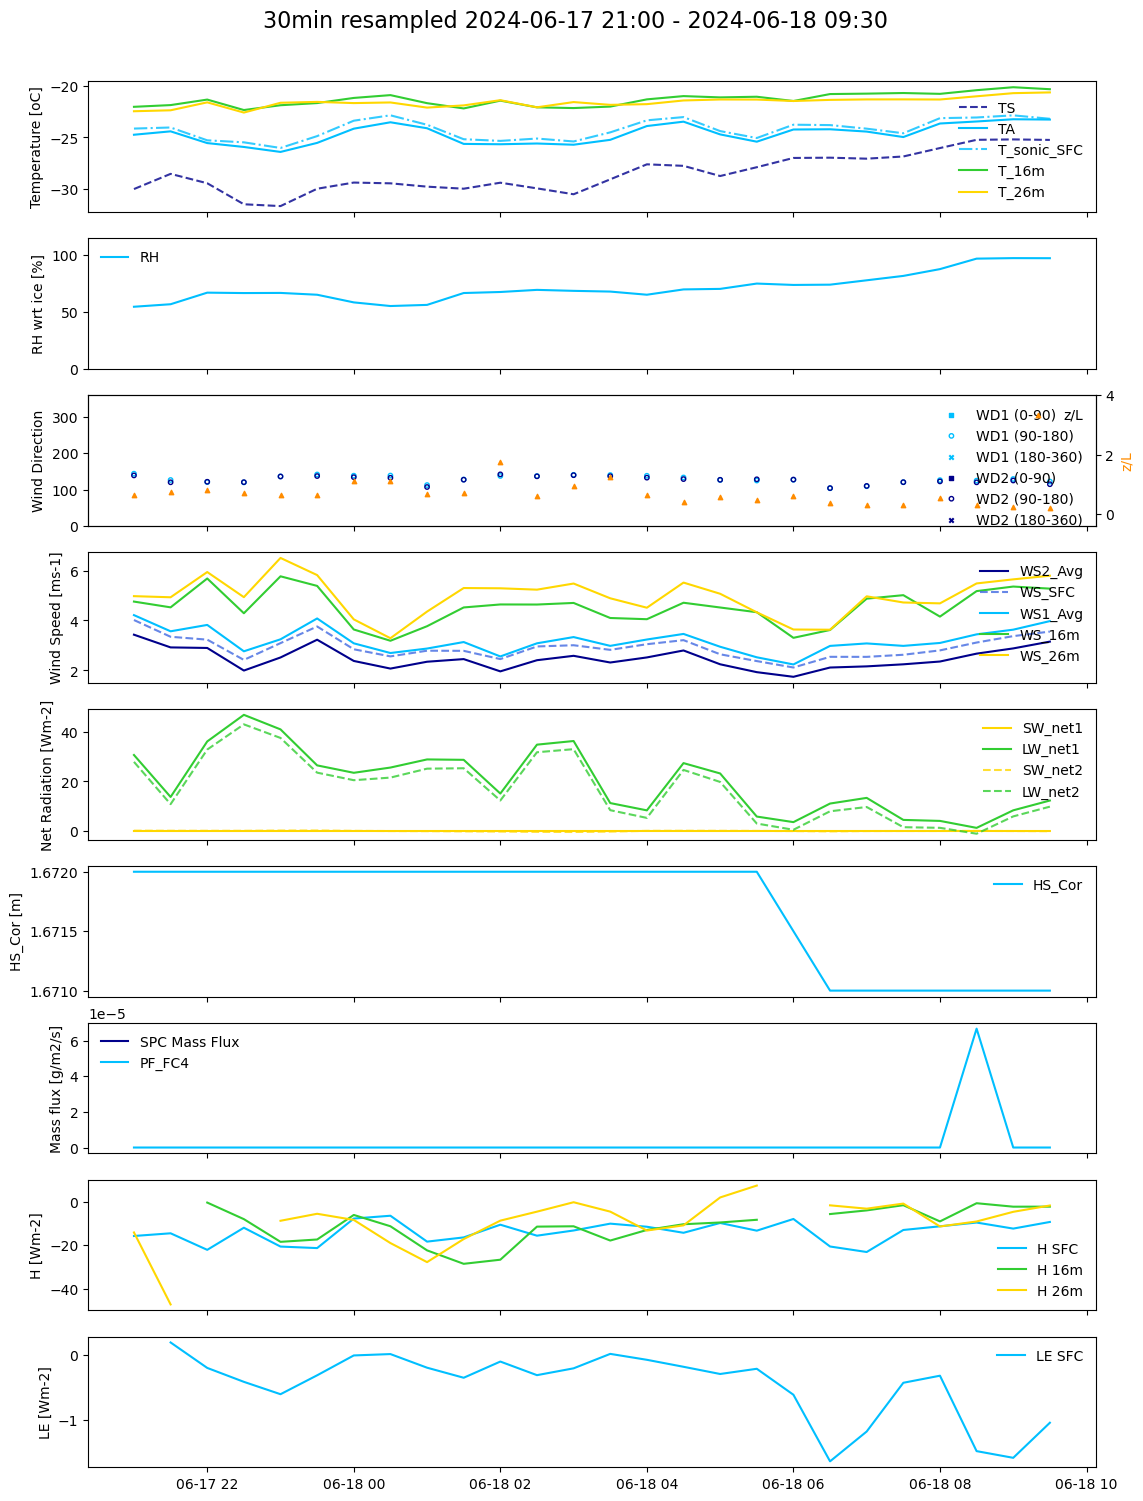 30min resampled 2024-06-17 21:00 - 2024-06-18 09:30
Temperature [oC]
−20
−25
−30
TS
TA
T_sonic_SFC
T_16m
T_26m
RH wrt ice [%]
100
50
0
RH
Wind Direction
300
200
100
0
WD1 (0-90)
WD1 (90-180)
WD1 (180-360)
WD2 (0-90)
WD2 (90-180)
WD2 (180-360)
z/L
4
2
0
z/L
Wind Speed [ms-1]
6
4
2
WS2_Avg
WS_SFC
WS1_Avg
WS_16m
WS_26m
Net Radiation [Wm-2]
40
20
0
SW_net1
LW_net1
SW_net2
LW_net2
HS_Cor [m]
1.6720
1.6715
1.6710
HS_Cor
1e−5
Mass flux [g/m2/s]
6
4
2
0
SPC Mass Flux
PF_FC4
H [Wm-2]
0
−20
−40
H SFC
H 16m
H 26m
LE [Wm-2]
0
−1
LE SFC
06-17 22
06-18 00
06-18 02
06-18 04
06-18 06
06-18 08
06-18 10